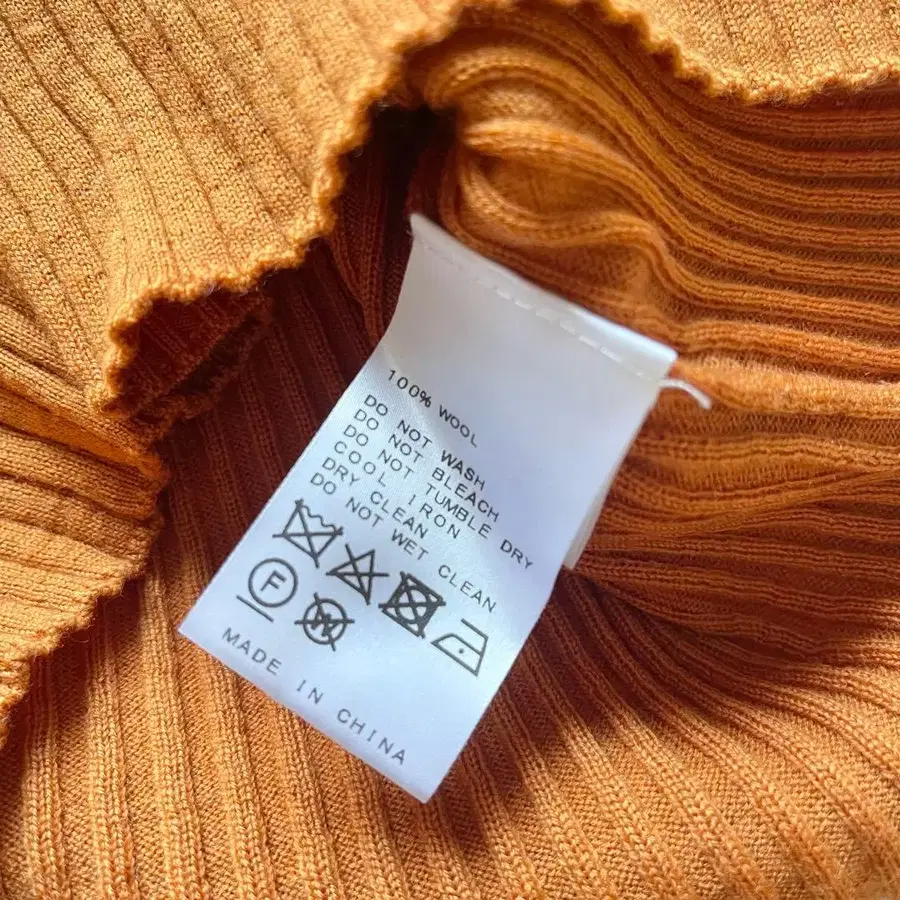 100% WOOL
DO NOT WASH
DO NOT BLEACH
DO NOT TUMBLE DRY
COOL IRON
DRY CLEAN
DO NOT WET CLEAN
F
W
MADE IN CHINA